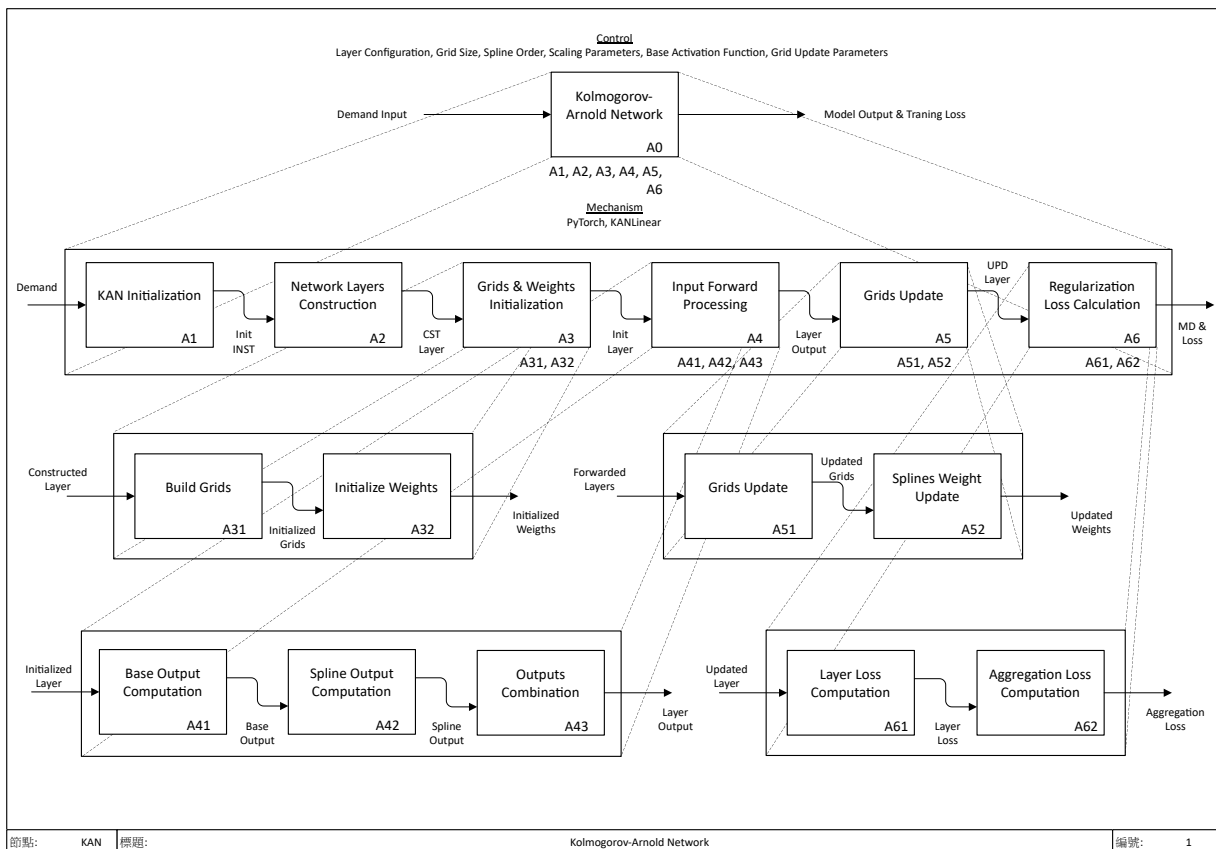 Control
Layer Configuration, Grid Size, Spline Order, Scaling Parameters, Base Activation Function, Grid Update Parameters
Demand Input
Kolmogorov-
Arnold Network
A0
Model Output & Traning Loss
A1, A2, A3, A4, A5,
A6
Mechanism
PyTorch, KANLinear
Demand
KAN Initialization
A1
Init
INST
Network Layers
Construction
A2
CST
Layer
Grids & Weights
Initialization
A3
A31, A32
Init
Layer
Input Forward
Processing
A4
A41, A42, A43
Layer
Output
Grids Update
A5
A51, A52
UPD
Layer
Regularization
Loss Calculation
A6
A61, A62
MD &
Loss
Constructed
Layer
Build Grids
A31
Initialized
Grids
Initialize Weights
A32
Initialized
Weigths
Forwarded
Layers
Grids Update
A51
Updated
Grids
Splines Weight
Update
A52
Updated
Weights
Initialized
Layer
Base Output
Computation
A41
Base
Output
Spline Output
Computation
A42
Spline
Output
Outputs
Combination
A43
Layer
Output
Updated
Layer
Layer Loss
Computation
A61
Layer
Loss
Aggregation Loss
Computation
A62
Aggregation
Loss
節點: KAN 標題: Kolmogorov-Arnold Network 編號: 1